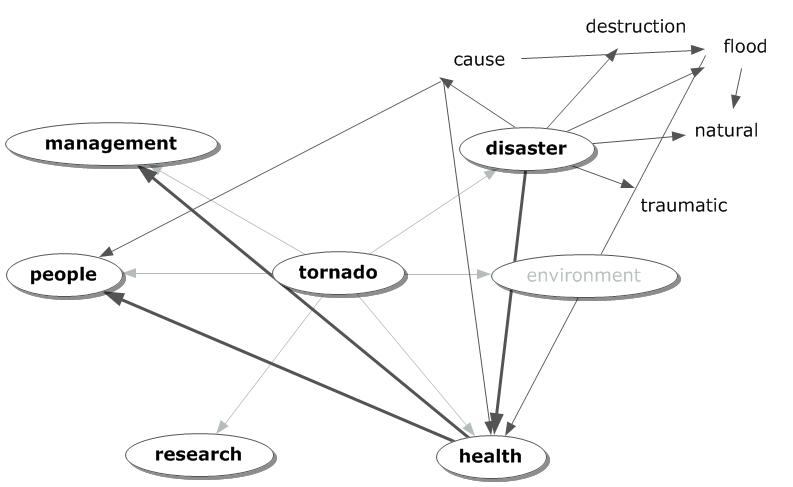 destruction
flood
cause
natural
management
disaster
traumatic
people
tornado
environment
research
health